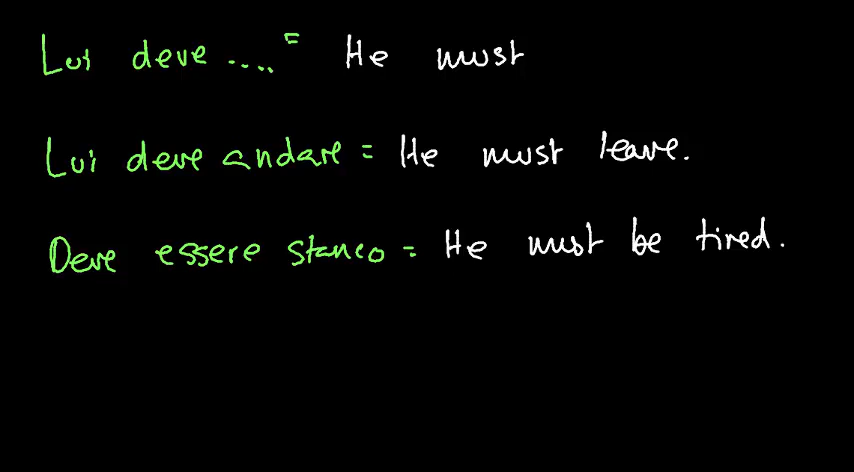 Lui deve .... = He must
Lui deve andare = He must leave.
Deve essere stanco = He must be tired.